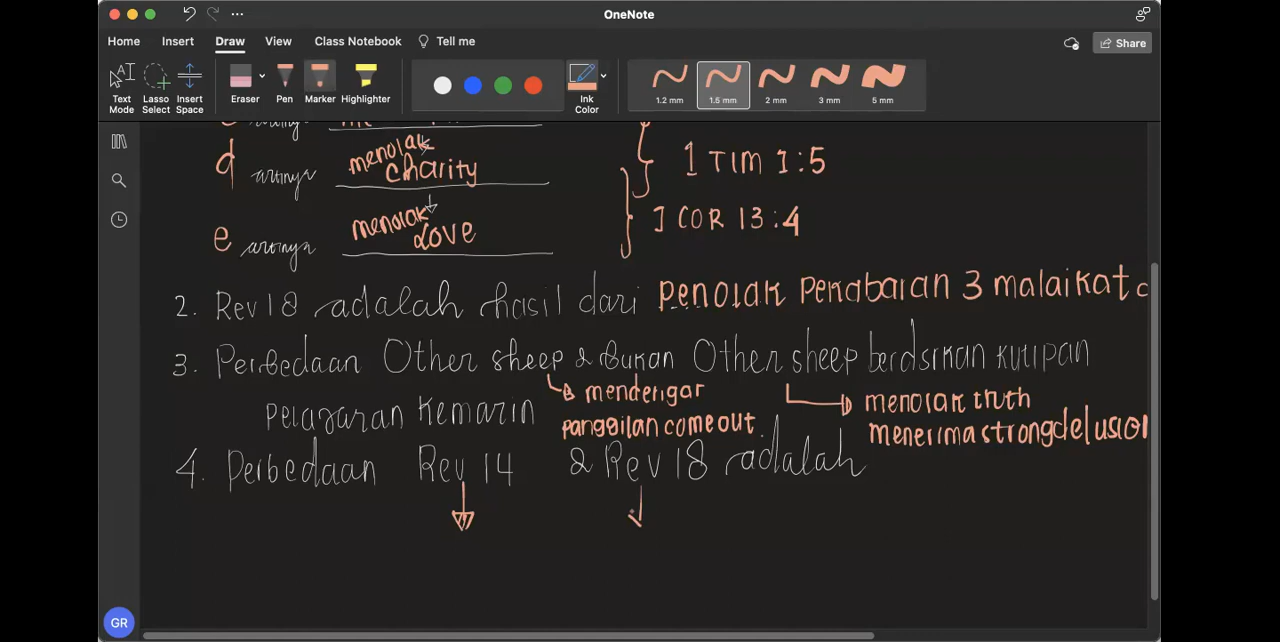 OneNote
Home Insert Draw View Class Notebook Tell me
Share
Text Mode
Lasso Select
Insert Space
Eraser
Pen
Marker
Highlighter
Ink Color
1.2 mm
1.5 mm
2 mm
3 mm
5 mm
d artinya menolak charity
1 TIM 1:5
e artinya menolak LOVE
1 COR 13:4
2. Rev 18 adalah hasil dari Penolak Pekabaran 3 malaikat
3. Perbedaan Other sheep & Bukan Other sheep berdsrkan kutipan
mendengar
panggilan come out.
menolak truth
menerima strong delusion
pelajaran kemarin
4. Perbedaan Rev 14 & Rev 18 adalah
GR